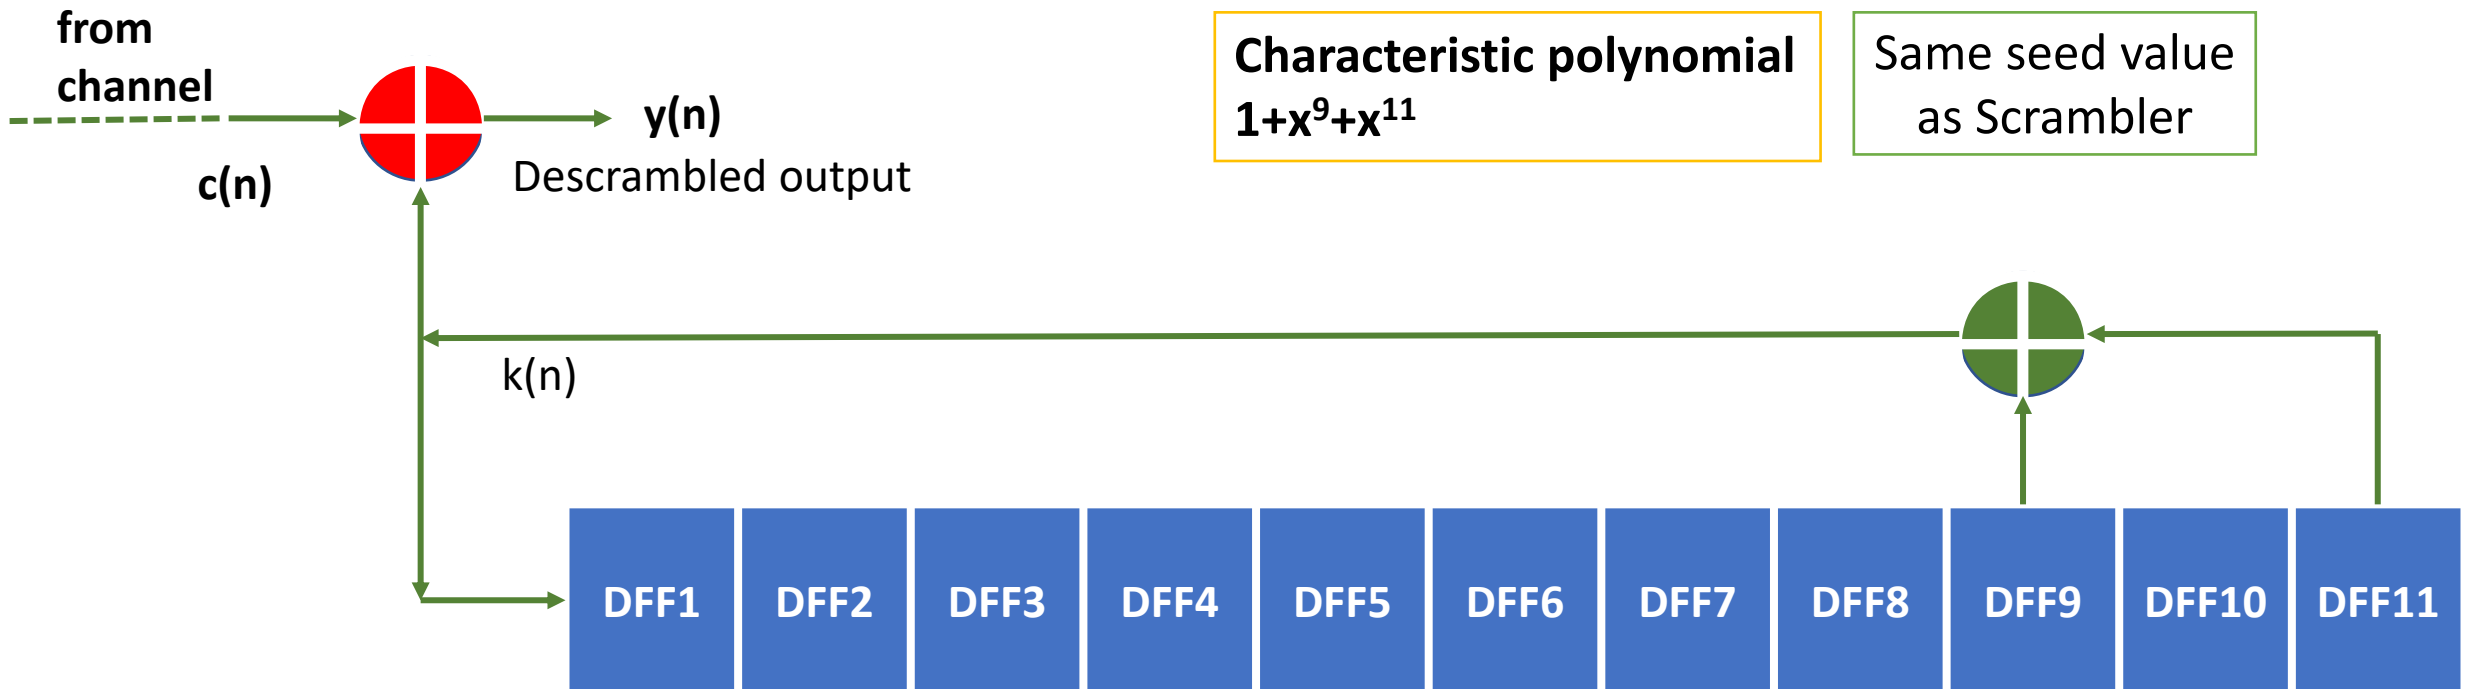 from
channel
c(n)
y(n)
Descrambled output
Characteristic polynomial
1+x⁹+x¹¹
Same seed value
as Scrambler
k(n)
DFF1 DFF2 DFF3 DFF4 DFF5 DFF6 DFF7 DFF8 DFF9 DFF10 DFF11